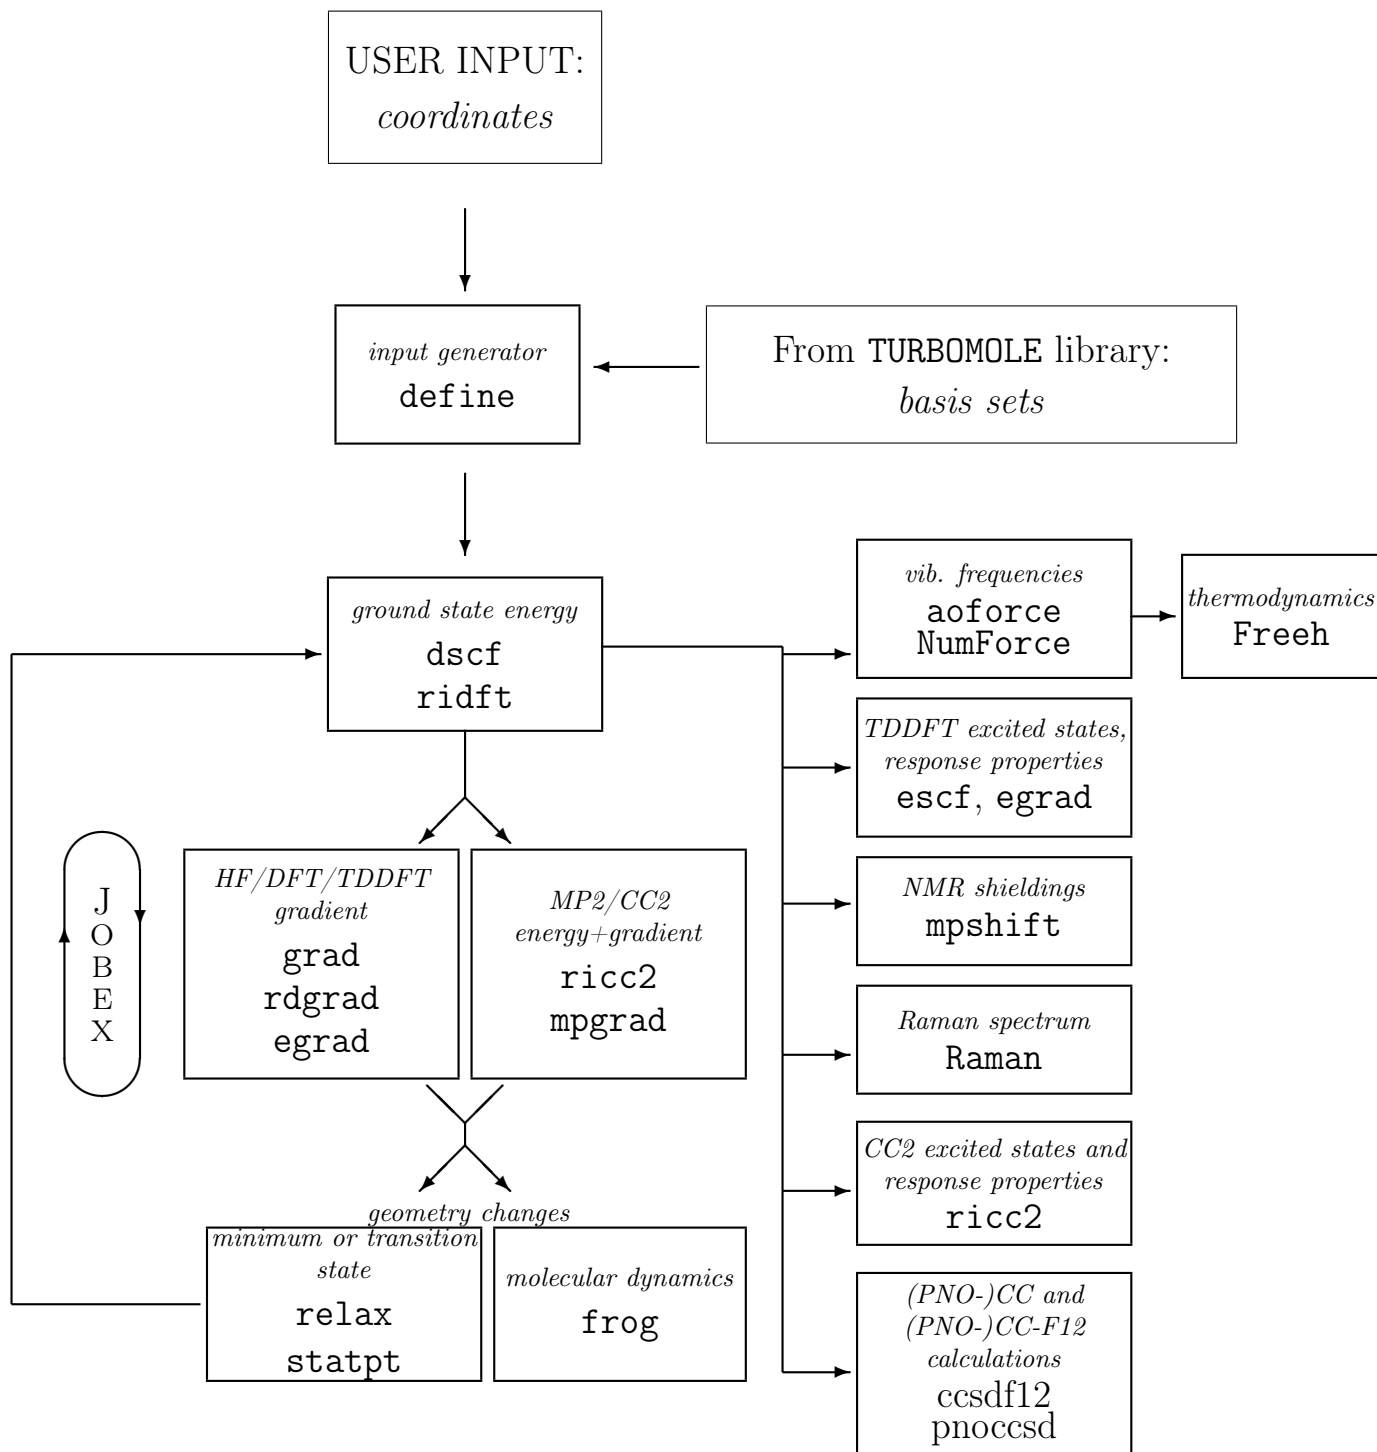 USER INPUT:
coordinates
input generator
define
From TURBOMOLE library:
basis sets
ground state energy
dscf
ridft
vib. frequencies
aoforce
NumForce
thermodynamics
Freeh
TDDFT excited states,
response properties
escf, egrad
J
O
B
E
X
HF/DFT/TDDFT
gradient
grad
rdgrad
egrad
MP2/CC2
energy+gradient
ricc2
mpgrad
NMR shieldings
mpshift
Raman spectrum
Raman
CC2 excited states and
response properties
ricc2
geometry changes
minimum or transition
state
relax
statpt
molecular dynamics
frog
(PNO-)CC and
(PNO-)CC-F12
calculations
ccsdf12
pnoccsd